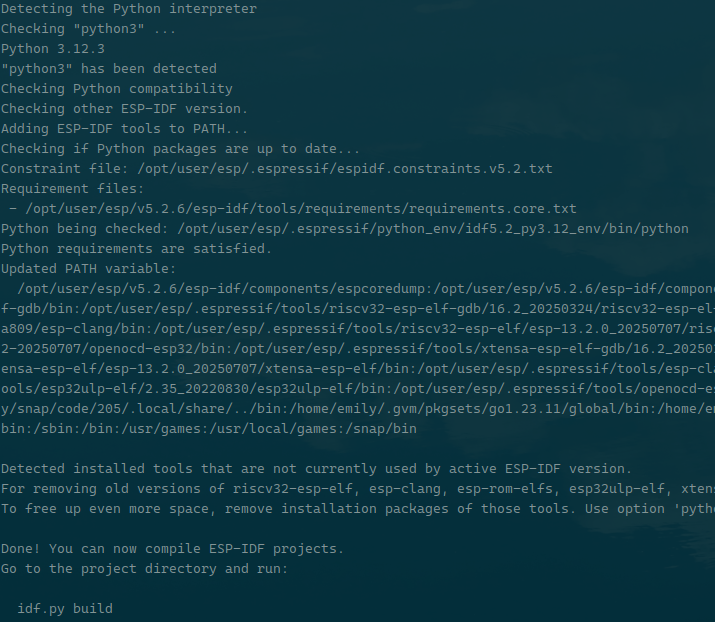 Detecting the Python interpreter
Checking "python3" ...
Python 3.12.3
"python3" has been detected
Checking Python compatibility
Checking other ESP-IDF version.
Adding ESP-IDF tools to PATH...
Checking if Python packages are up to date...
Constraint file: /opt/user/esp/.espressif/espidf.constraints.v5.2.txt
Requirement files:
 - /opt/user/esp/v5.2.6/esp-idf/tools/requirements/requirements.core.txt
Python being checked: /opt/user/esp/.espressif/python_env/idf5.2_py3.12_env/bin/python
Python requirements are satisfied.
Updated PATH variable:
  /opt/user/esp/v5.2.6/esp-idf/components/espcoredump:/opt/user/esp/v5.2.6/esp-idf/compone
f-gdb/bin:/opt/user/esp/.espressif/tools/riscv32-esp-elf-gdb/16.2_20250324/riscv32-esp-el
a809/esp-clang/bin:/opt/user/esp/.espressif/tools/riscv32-esp-elf/esp-13.2.0_20250707/risc
2-20250707/openocd-esp32/bin:/opt/user/esp/.espressif/tools/xtensa-esp-elf-gdb/16.2_20250
ensa-esp-elf/esp-13.2.0_20250707/xtensa-esp-elf/bin:/opt/user/esp/.espressif/tools/esp-cla
ools/esp32ulp-elf/2.35_20220830/esp32ulp-elf/bin:/opt/user/esp/.espressif/tools/openocd-es
y/snap/code/205/.local/share/../bin:/home/emily/.gvm/pkgsets/go1.23.11/global/bin:/home/em
bin:/sbin:/bin:/usr/games:/usr/local/games:/snap/bin

Detected installed tools that are not currently used by active ESP-IDF version.
For removing old versions of riscv32-esp-elf, esp-clang, esp-rom-elfs, esp32ulp-elf, xtens
To free up even more space, remove installation packages of those tools. Use option 'pytho

Done! You can now compile ESP-IDF projects.
Go to the project directory and run:

  idf.py build